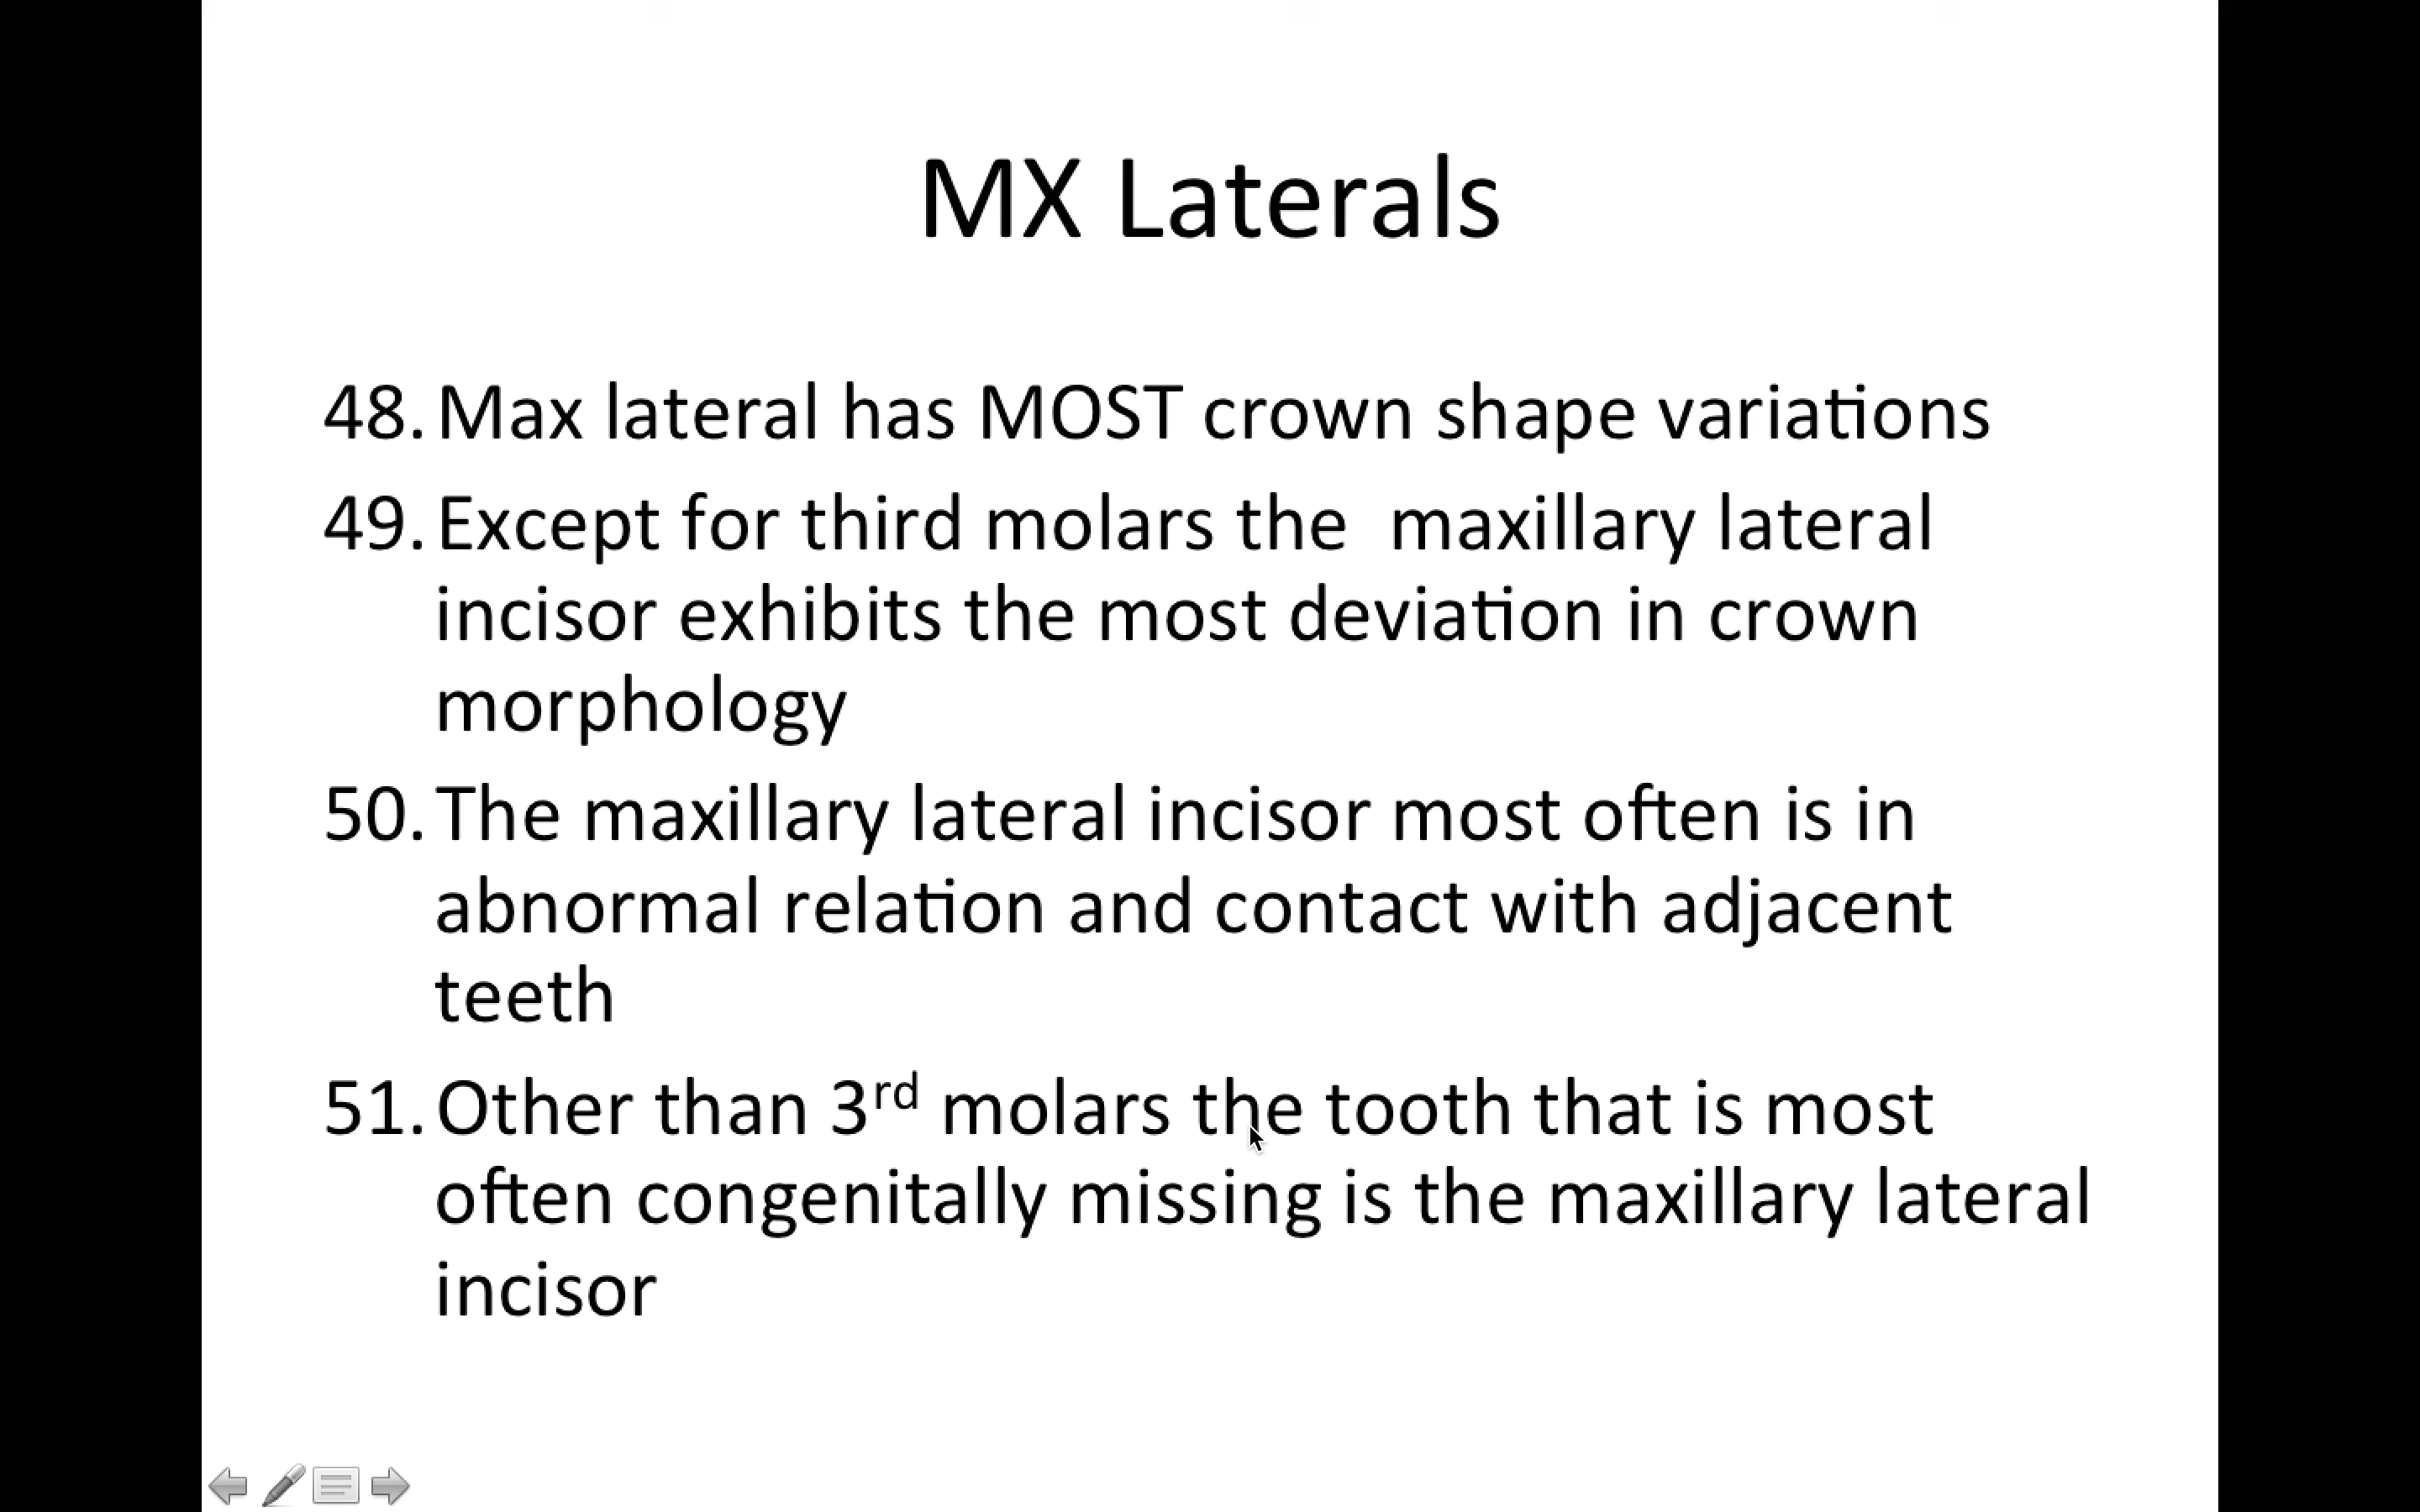 MX Laterals
48. Max lateral has MOST crown shape variations
49. Except for third molars the  maxillary lateral
incisor exhibits the most deviation in crown
morphology
50. The maxillary lateral incisor most often is in
abnormal relation and contact with adjacent
teeth
51. Other than 3rd molars the tooth that is most
often congenitally missing is the maxillary lateral
incisor